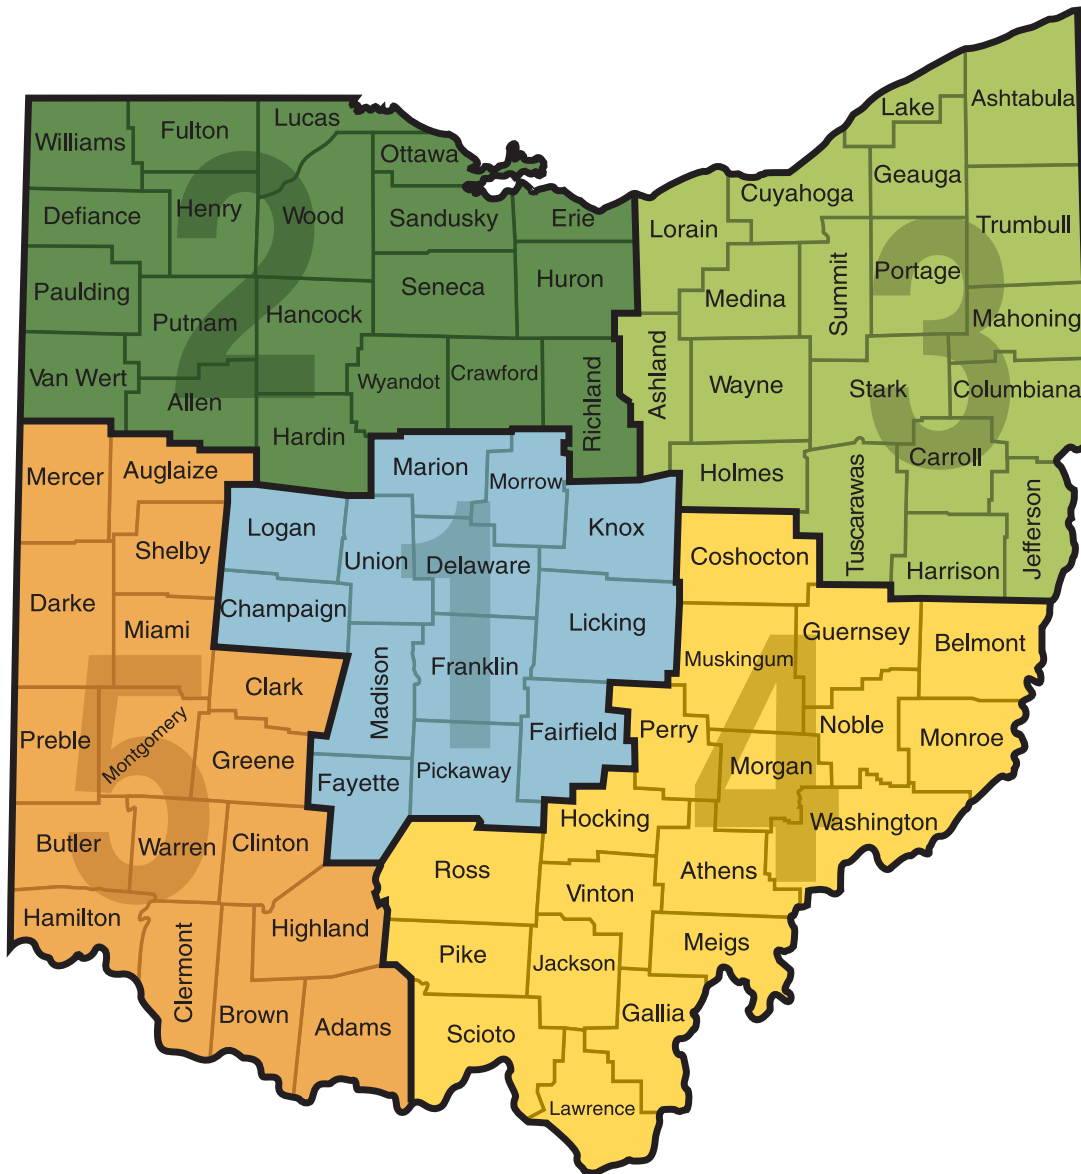 Ashtabula
Lake
Lucas
Fulton
Williams
Ottawa
Geauga
Cuyahoga
Henry
Defiance
Wood
Sandusky
Erie
Lorain
Trumbull
2
Paulding
Seneca
Huron
Medina
Summit
Portage
3
Putnam
Hancock
Mahoning
Van Wert
Allen
Wyandot
Crawford
Richland
Ashland
Wayne
Stark
Columbiana
Hardin
Mercer
Auglaize
Marion
Morrow
Holmes
Carroll
Tuscarawas
Jefferson
Logan
Knox
Shelby
Union
Delaware
1
Coshocton
Harrison
Darke
Champaign
Miami
Licking
Guernsey
Belmont
Muskingum
Madison
Franklin
Clark
4
Preble
Montgomery
Greene
Fairfield
Perry
Noble
Monroe
5
Fayette
Pickaway
Morgan
Hocking
Washington
Butler
Warren
Clinton
Ross
Athens
Vinton
Hamilton
Clermont
Highland
Pike
Jackson
Meigs
Gallia
Brown
Adams
Scioto
Lawrence